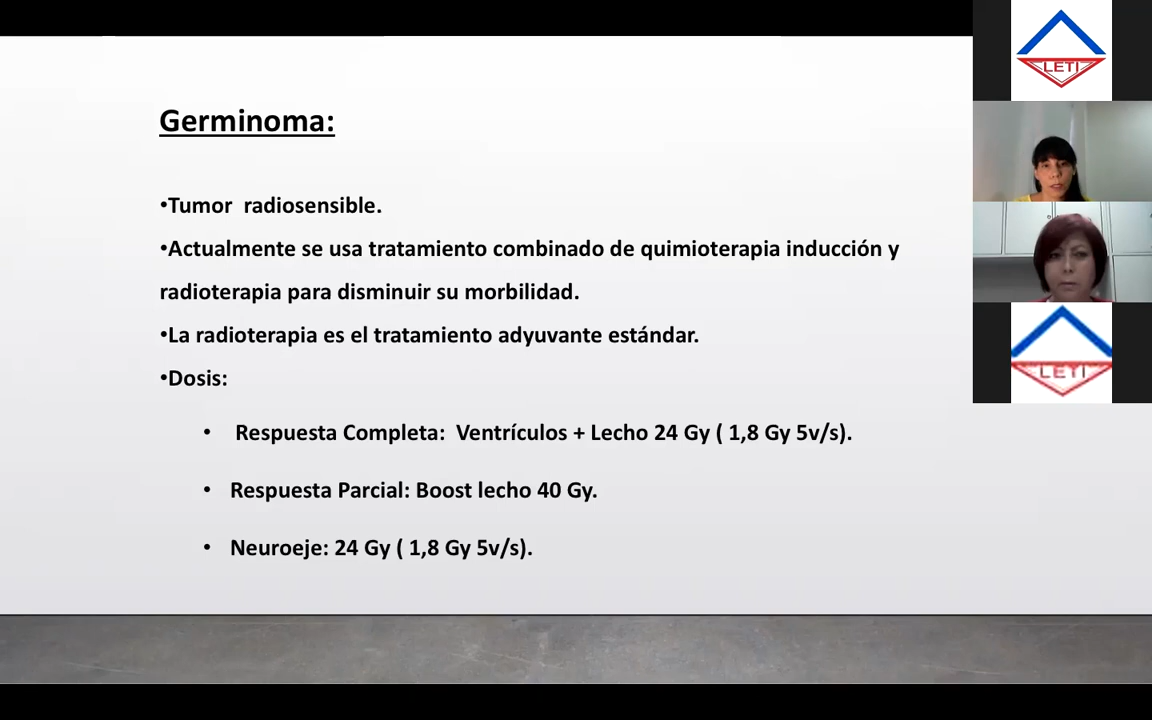 Germinoma:
•Tumor radiosensible.
•Actualmente se usa tratamiento combinado de quimioterapia inducción y
radioterapia para disminuir su morbilidad.
•La radioterapia es el tratamiento adyuvante estándar.
•Dosis:
• Respuesta Completa: Ventrículos + Lecho 24 Gy ( 1,8 Gy 5v/s).
• Respuesta Parcial: Boost lecho 40 Gy.
• Neuroeje: 24 Gy ( 1,8 Gy 5v/s).
LETI
LETI